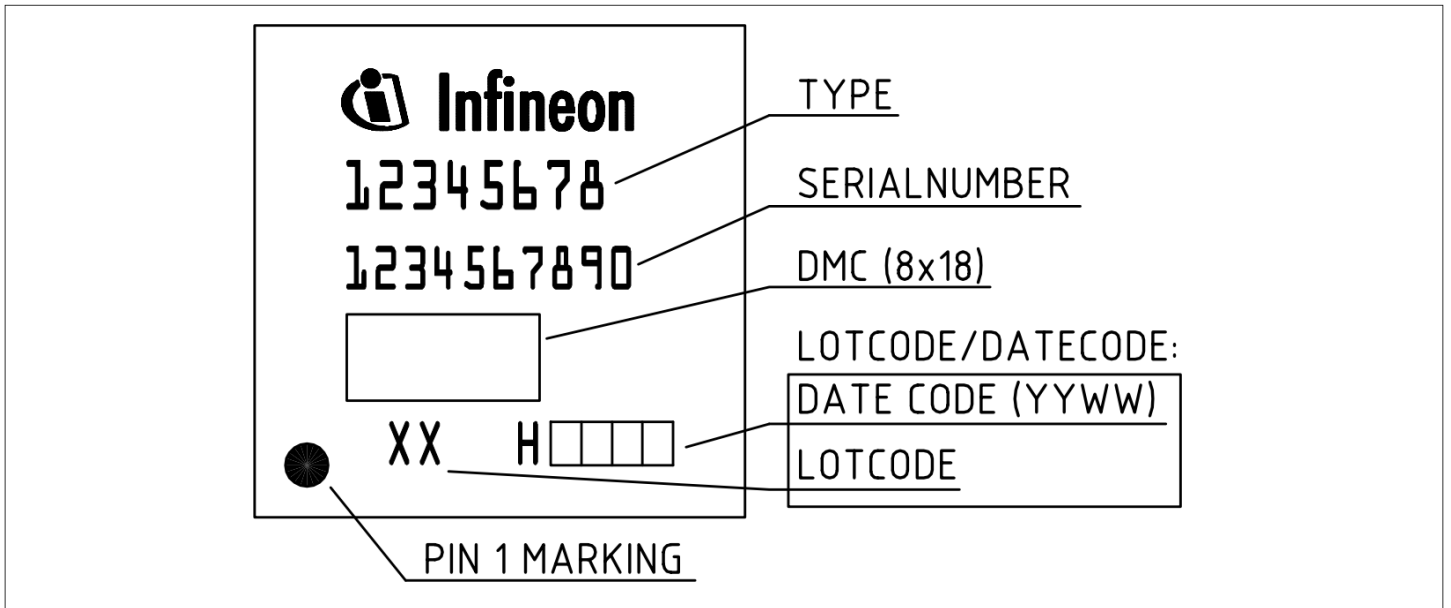 Infineon
TYPE
12345678
SERIALNUMBER
1234567890
DMC (8x18)
LOTCODE/DATECODE:
DATE CODE (YYWW)
XX H
LOTCODE
PIN 1 MARKING